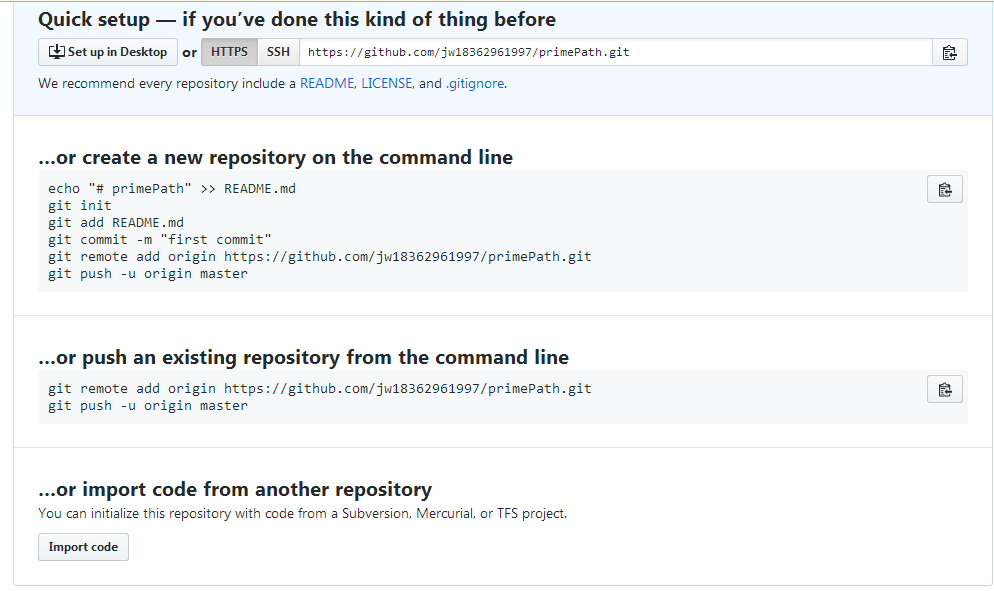 Quick setup — if you’ve done this kind of thing before
Set up in Desktop or HTTPS SSH https://github.com/jw18362961997/primePath.git
We recommend every repository include a README, LICENSE, and .gitignore.
…or create a new repository on the command line
echo "# primePath" >> README.md
git init
git add README.md
git commit -m "first commit"
git remote add origin https://github.com/jw18362961997/primePath.git
git push -u origin master
…or push an existing repository from the command line
git remote add origin https://github.com/jw18362961997/primePath.git
git push -u origin master
…or import code from another repository
You can initialize this repository with code from a Subversion, Mercurial, or TFS project.
Import code